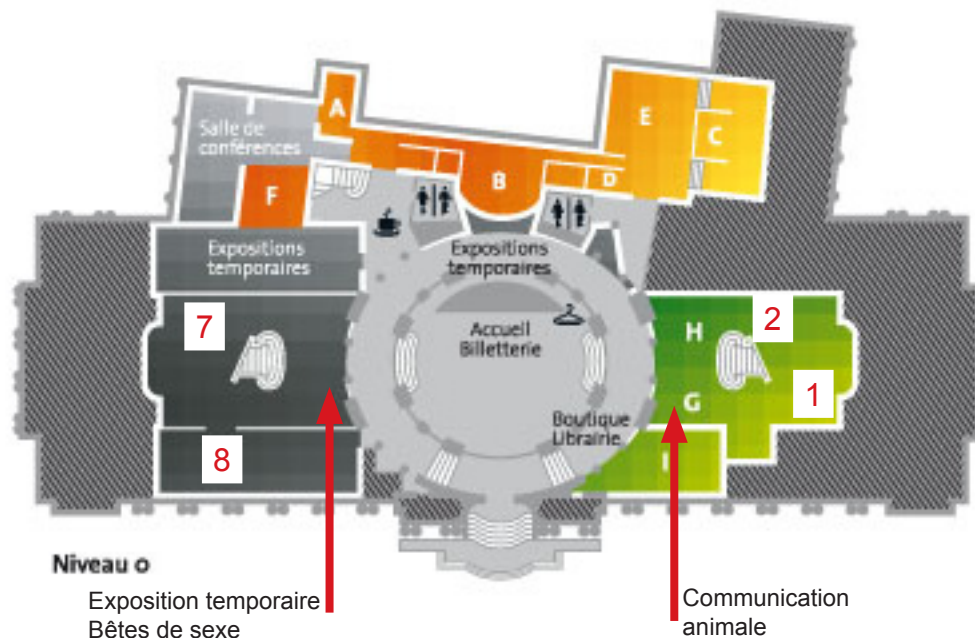 A
E
C
Salle de
conférences
B
D
F
Expositions
temporaires
Expositions
temporaires
7
2
H
Accueil
Billetterie
1
G
Boutique
Librairie
8
I
Niveau 0
Exposition temporaire
Bêtes de sexe
Communication
animale